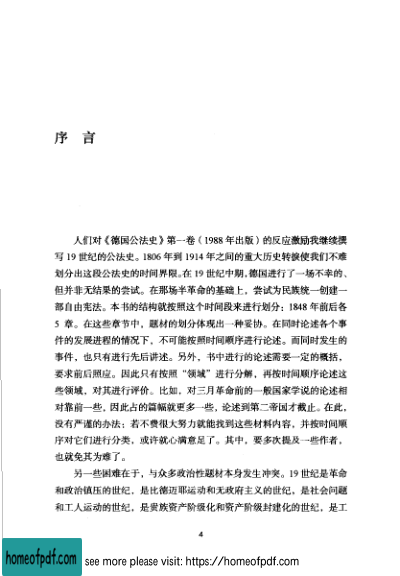 序言
人们对《德国公法史》第一卷（1988 年出版）的反应激励我继续撰
写 19 世纪的公法史。1806 年到 1914 年之间的重大历史转捩使我们不难
划分出这段公法史的时间界限。在 19 世纪中期，德国进行了一场不幸的、
但并非无结果的尝试。在那场半革命的基础上，尝试为民族统一创建一
部自由宪法。本书的结构就按照这个时间段来进行划分：1848 年前后各
5 章。在这些章节中，题材的划分体现出一种妥协。在同时论述各个事
件的发展进程的情况下，不可能按照时间顺序进行论述。而同时发生的
事件，也只有进行先后讲述。另外，书中进行的论述需要一定的概括，
要求前后照应。因此只有按照“领域”进行分解，再按时间顺序论述这
些领域，对其进行评价。比如，对三月革命前的一般国家学说的论述相
对靠前一些，因此占的篇幅就更多一些，论述到第二帝国才截止。在此，
没有严谨的办法；若不费很大努力就能找到这些材料内容，并按时间顺
序对它们进行分类，或许就心满意足了。其中，要多次提及一些作者，
也就免其为难了。
另一些困难在于，与众多政治性题材本身发生冲突。19 世纪是革命
和政治镇压的世纪，是比德迈耶运动和无政府主义的世纪，是社会问题
和工人运动的世纪，是贵族资产阶级化和资产阶级封建化的世纪，是工
4
homeofpdf.com
see more please visit: https://homeofpdf.com